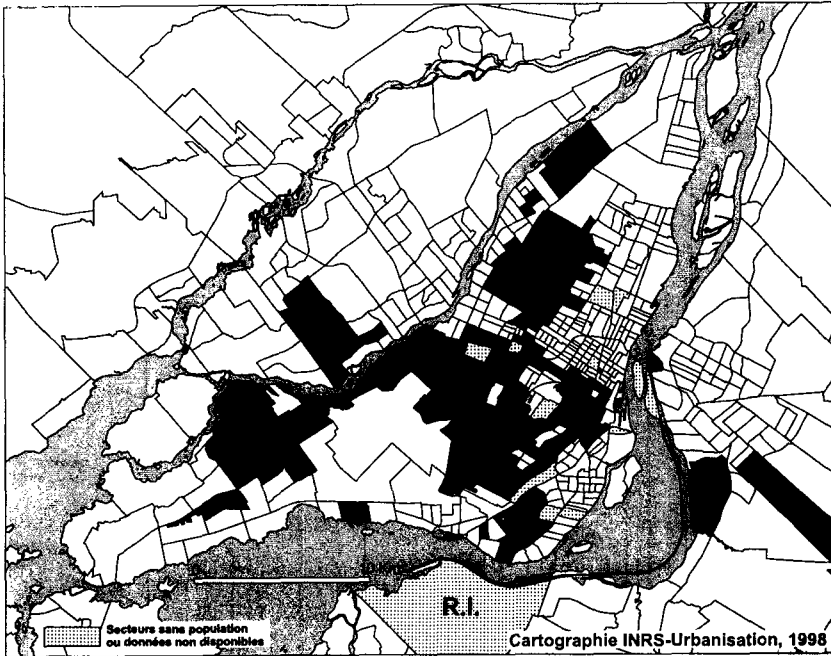 R.I.
Secteurs sans population
ou données non disponibles
Cartographie INRS-Urbanisation, 1998